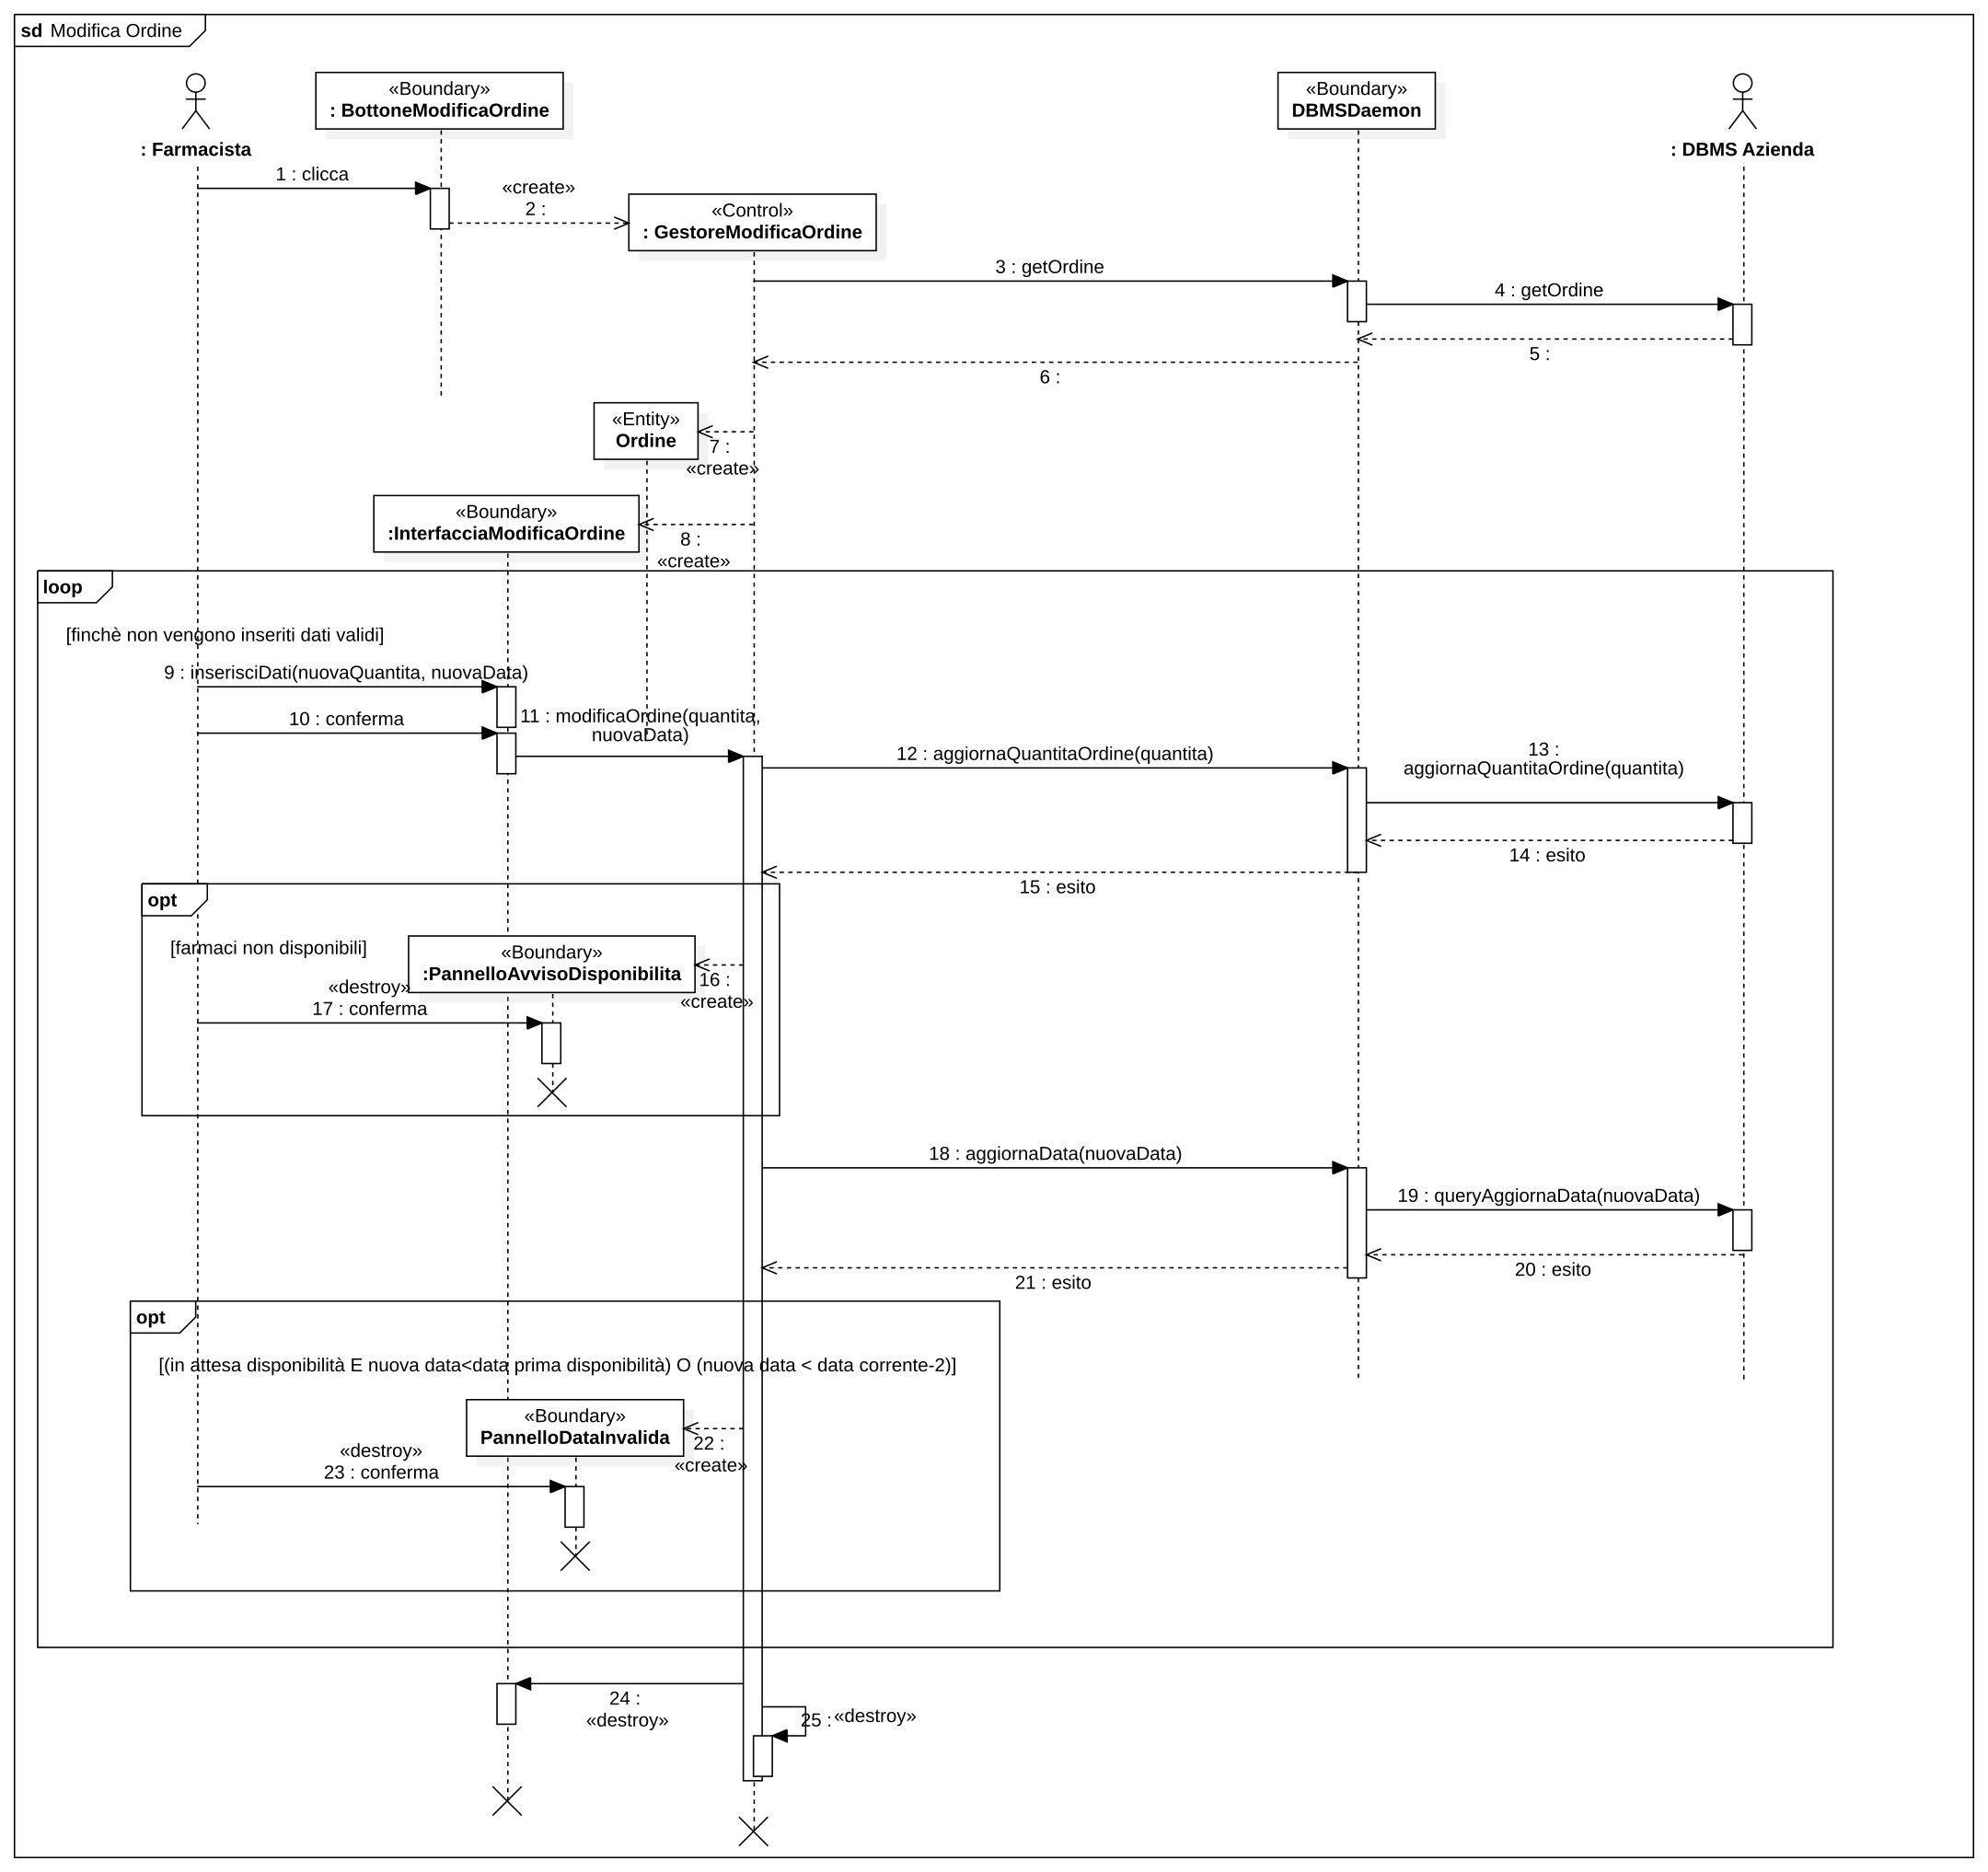 sd Modifica Ordine
«Boundary»
: BottoneModificaOrdine
«Boundary»
DBMSDaemon
: Farmacista
: DBMS Azienda
1 : clicca
«create»
2 :
«Control»
: GestoreModificaOrdine
3 : getOrdine
4 : getOrdine
5 :
6 :
«Entity»
Ordine
7 :
«create»
«Boundary»
:InterfacciaModificaOrdine
8 :
«create»
loop
[finchè non vengono inseriti dati validi]
9 : inserisciDati(nuovaQuantita, nuovaData)
10 : conferma
11 : modificaOrdine(quantita,
nuovaData)
12 : aggiornaQuantitaOrdine(quantita)
13 :
aggiornaQuantitaOrdine(quantita)
14 : esito
15 : esito
opt
[farmaci non disponibili]
«Boundary»
:PannelloAvvisoDisponibilita
16 :
«create»
«destroy»
17 : conferma
18 : aggiornaData(nuovaData)
19 : queryAggiornaData(nuovaData)
20 : esito
21 : esito
opt
[(in attesa disponibilità E nuova data<data prima disponibilità) O (nuova data < data corrente-2)]
«Boundary»
PannelloDataInvalida
22 :
«create»
«destroy»
23 : conferma
24 :
«destroy»
25 : «destroy»